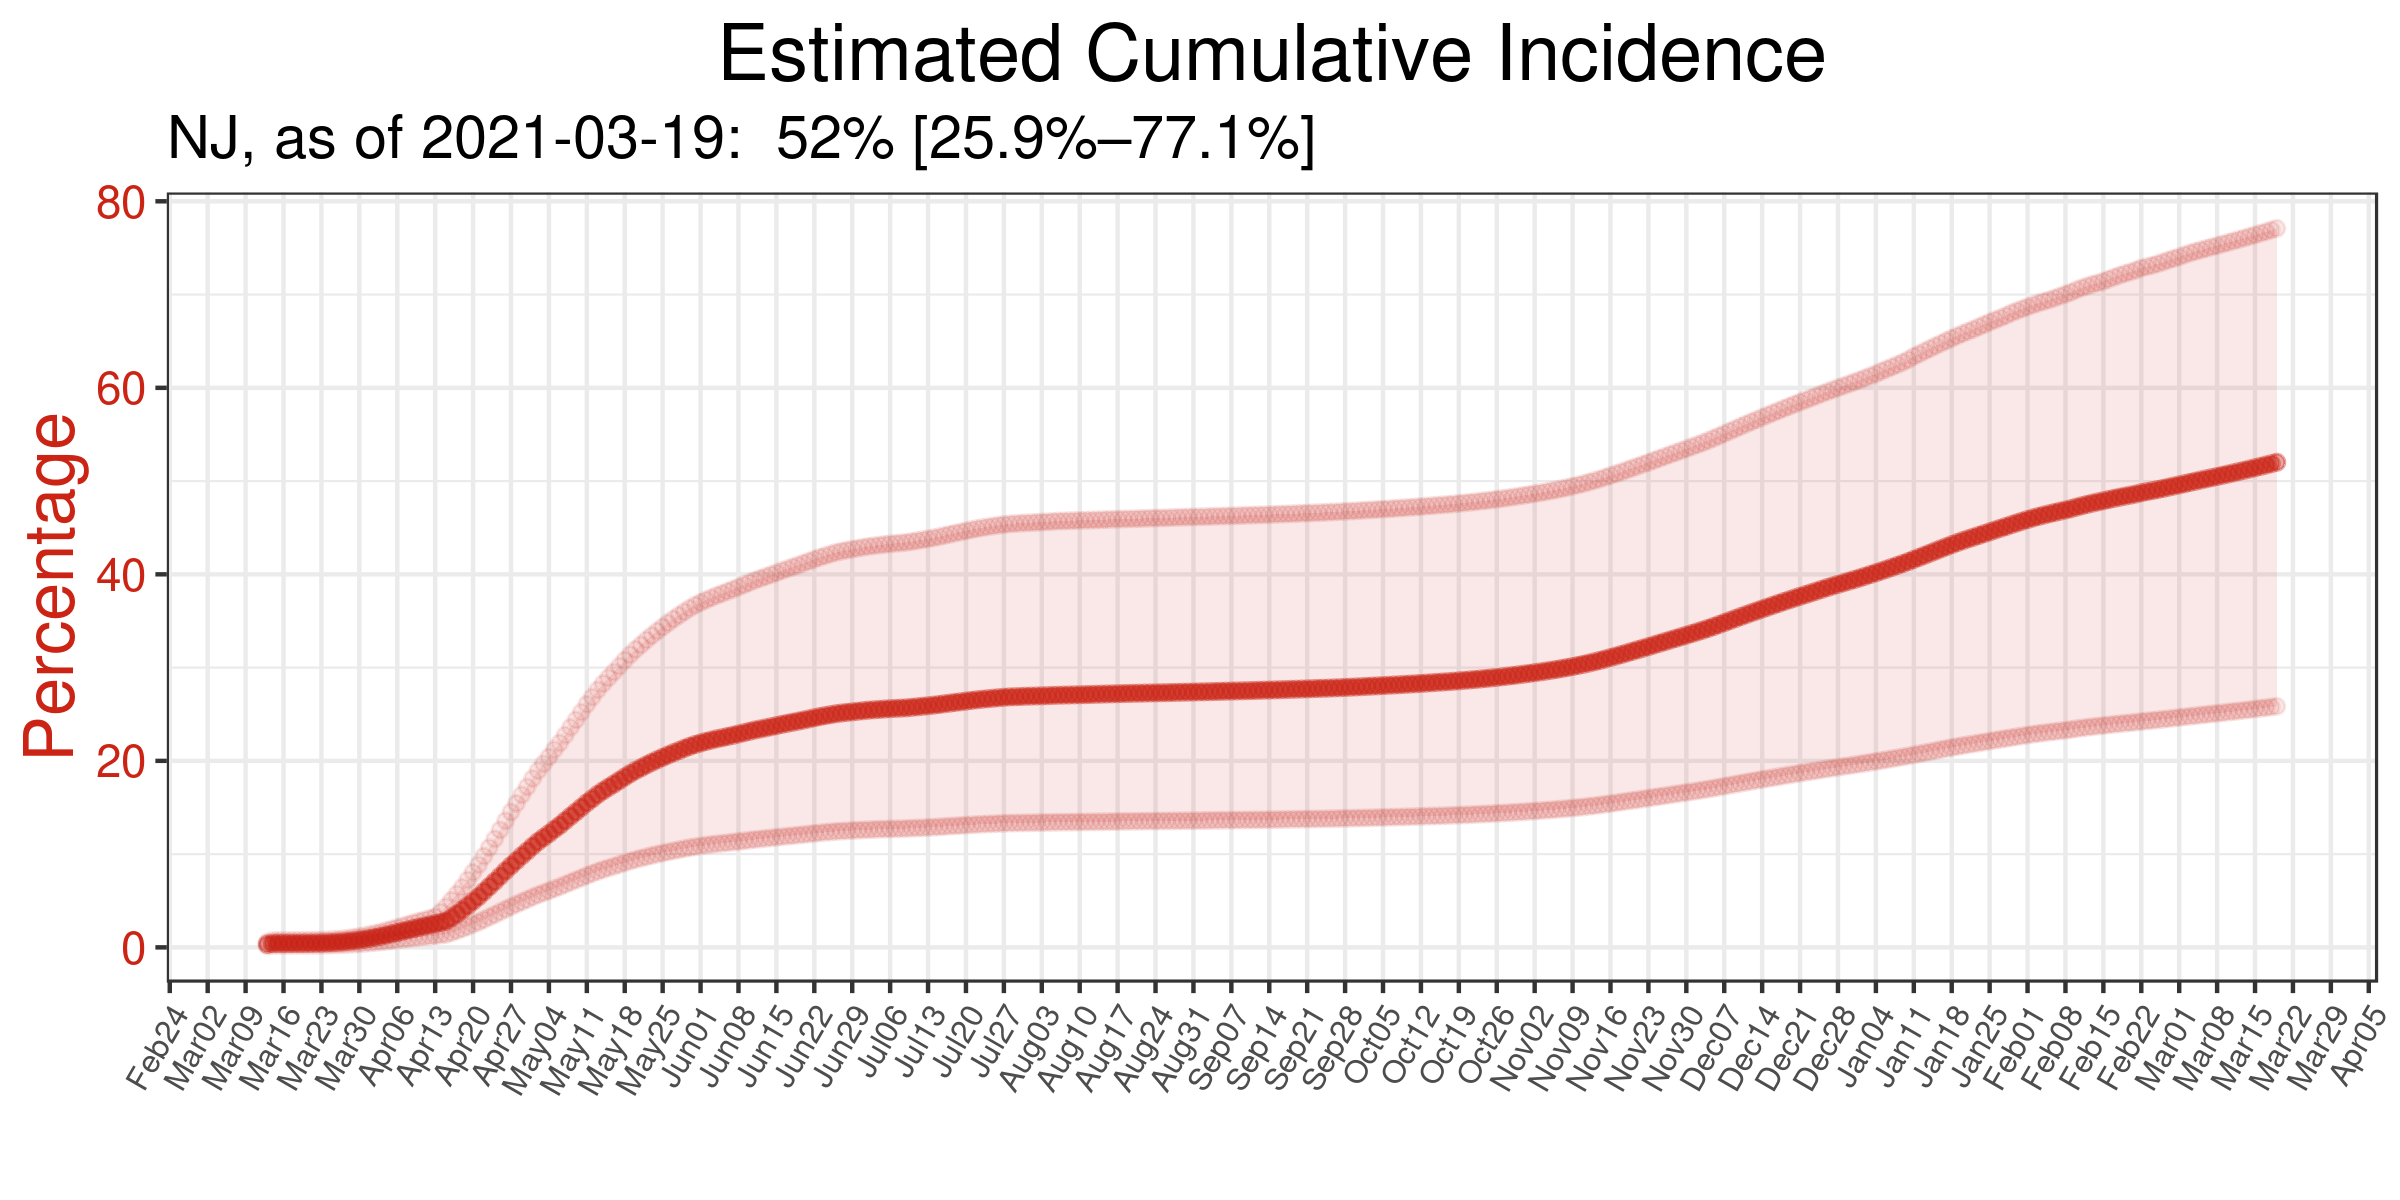 Estimated Cumulative Incidence
NJ, as of 2021-03-19:  52% [25.9%–77.1%]
Percentage
80
60
40
20
0
Feb24 Mar02 Mar09 Mar16 Mar23 Mar30 Apr06 Apr13 Apr20 Apr27 May04 May11 May18 May25 Jun01 Jun08 Jun15 Jun22 Jun29 Jul06 Jul13 Jul20 Jul27 Aug03 Aug10 Aug17 Aug24 Aug31 Sep07 Sep14 Sep21 Sep28 Oct05 Oct12 Oct19 Oct26 Nov02 Nov09 Nov16 Nov23 Nov30 Dec07 Dec14 Dec21 Dec28 Jan04 Jan11 Jan18 Jan25 Feb01 Feb08 Feb15 Feb22 Mar01 Mar08 Mar15 Mar22 Mar29 Apr05